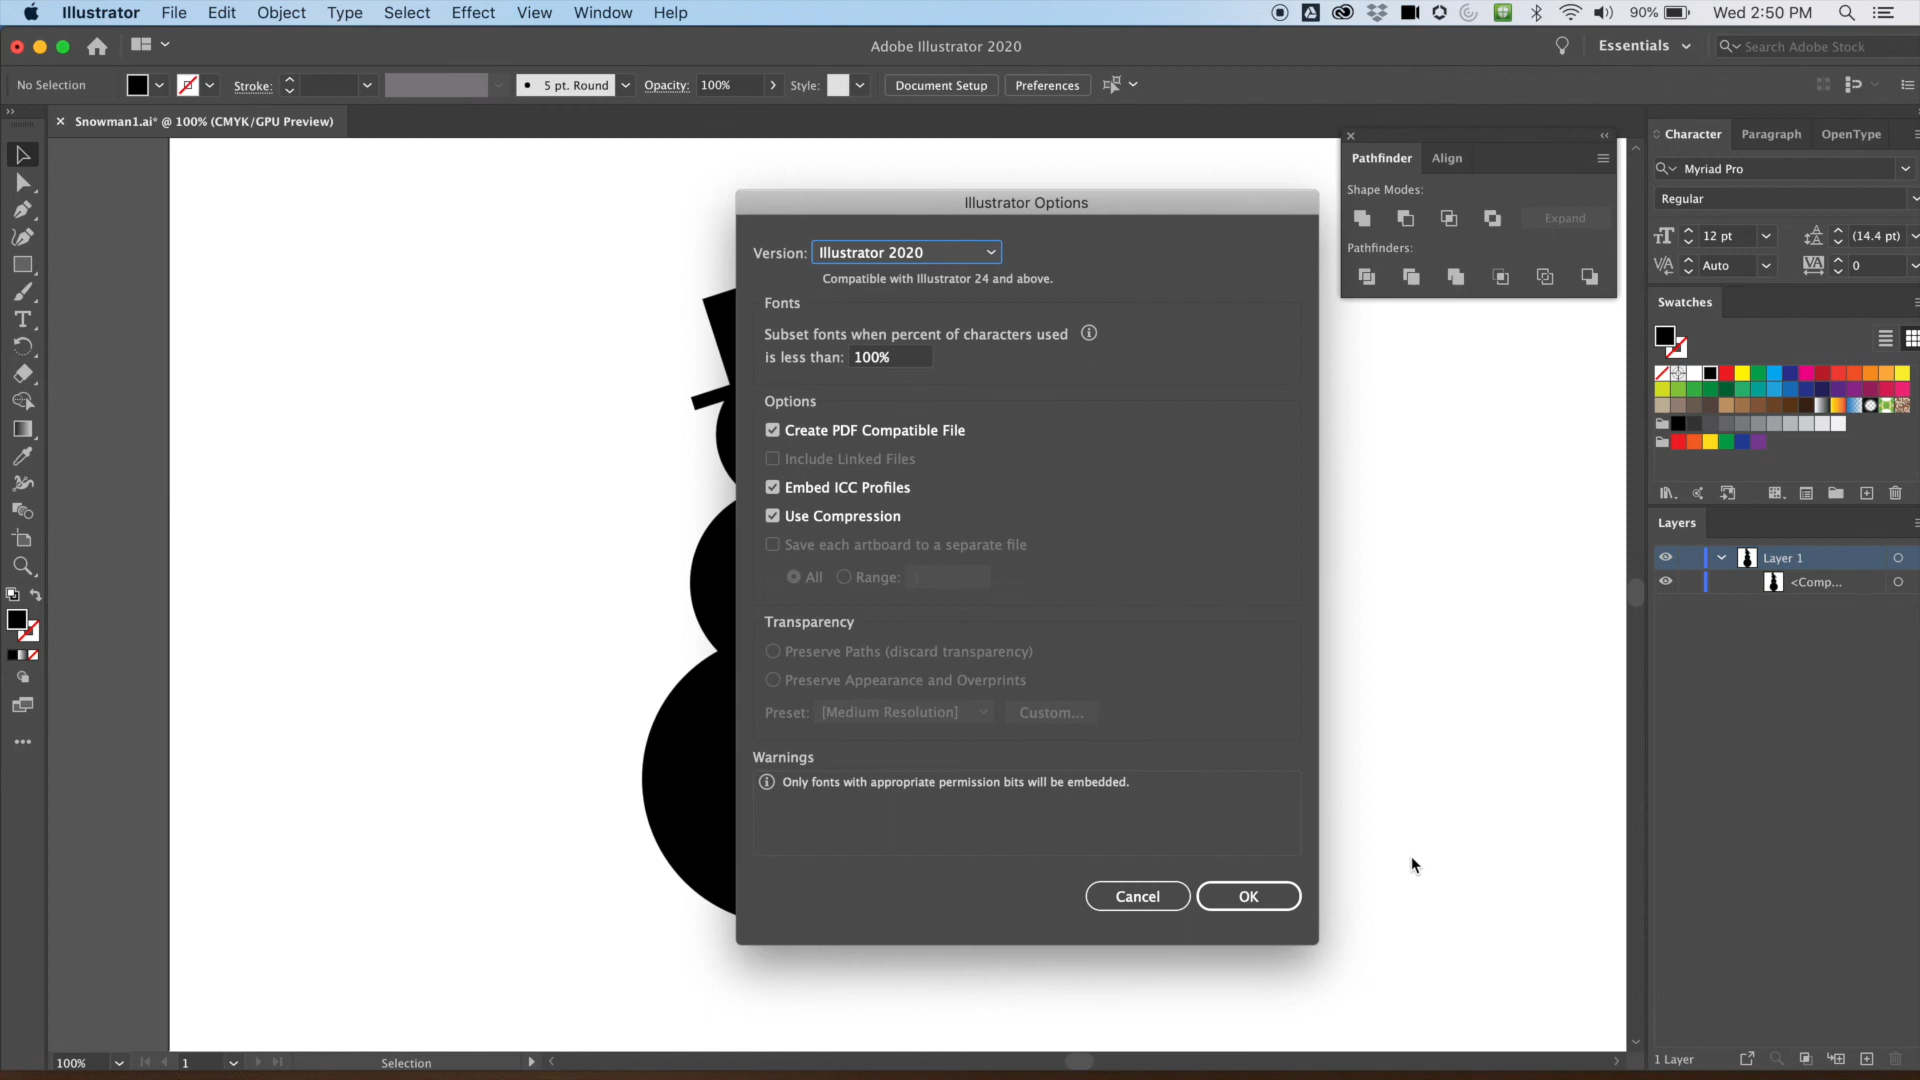 Illustrator File Edit Object Type Select Effect View Window Help 90% Wed 2:50 PM
Adobe Illustrator 2020 Essentials Search Adobe Stock
No Selection Stroke: 5 pt. Round Opacity: 100% Style: Document Setup Preferences
Snowman1.ai* @ 100% (CMYK/GPU Preview)
Pathfinder Align
Shape Modes:
Expand
Pathfinders:
Character Paragraph OpenType
Myriad Pro
Regular
12 pt (14.4 pt)
Auto 0
Swatches
Layers
Layer 1
<Comp...
1 Layer
Illustrator Options
Version: Illustrator 2020
Compatible with Illustrator 24 and above.
Fonts
Subset fonts when percent of characters used
is less than: 100%
Options
Create PDF Compatible File
Include Linked Files
Embed ICC Profiles
Use Compression
Save each artboard to a separate file
All Range: 1
Transparency
Preserve Paths (discard transparency)
Preserve Appearance and Overprints
Preset: [Medium Resolution] Custom...
Warnings
Only fonts with appropriate permission bits will be embedded.
Cancel OK
100% 1 Selection